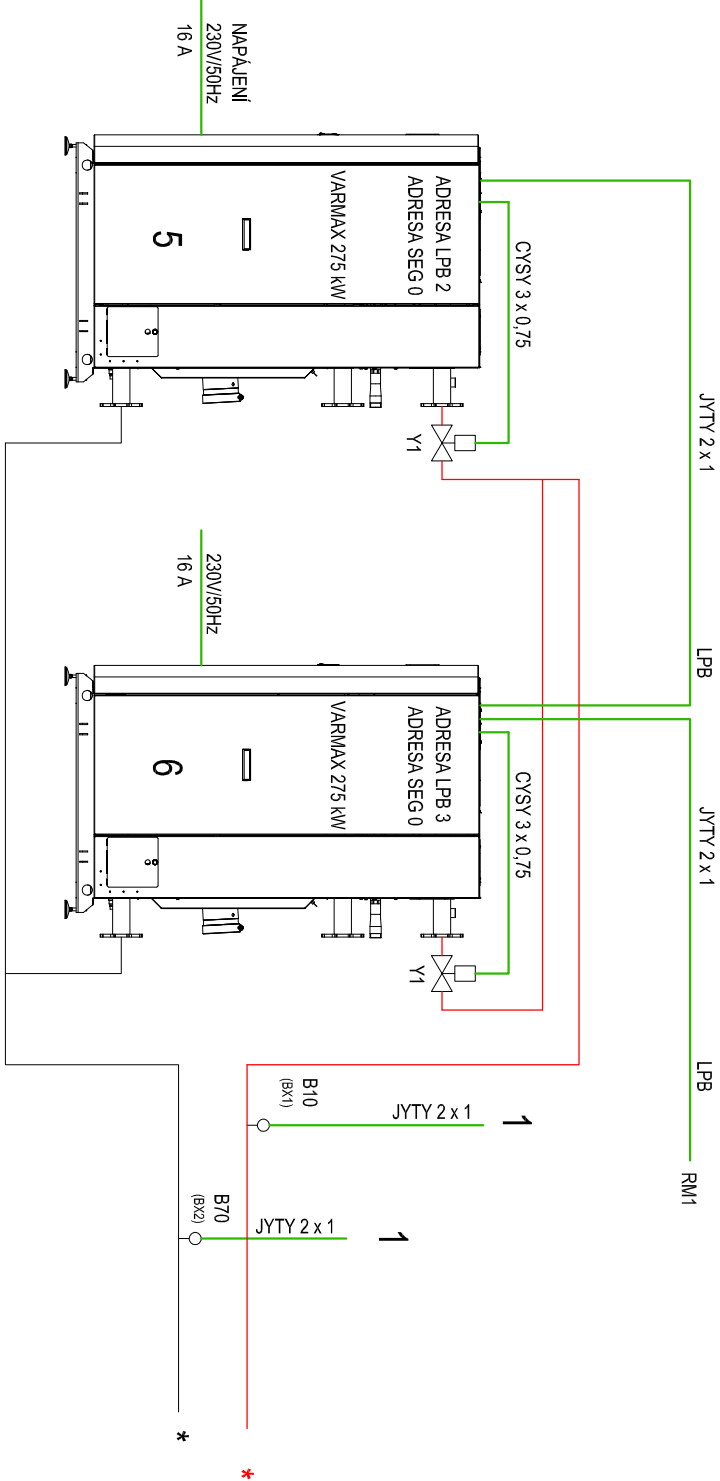 JYTY 2 x 1
LPB
JYTY 2 x 1
LPB
RM1
CYSY 3 x 0,75
CYSY 3 x 0,75
NAPÁJENÍ
230V/50Hz
16 A
ADRESA LPB 2
ADRESA SEG 0
VARMAX 275 kW
5
Y1
230V/50Hz
16 A
ADRESA LPB 3
ADRESA SEG 0
VARMAX 275 kW
6
Y1
B10
(BX1)
JYTY 2 x 1
1
B70
(BX2)
JYTY 2 x 1
1
*
*